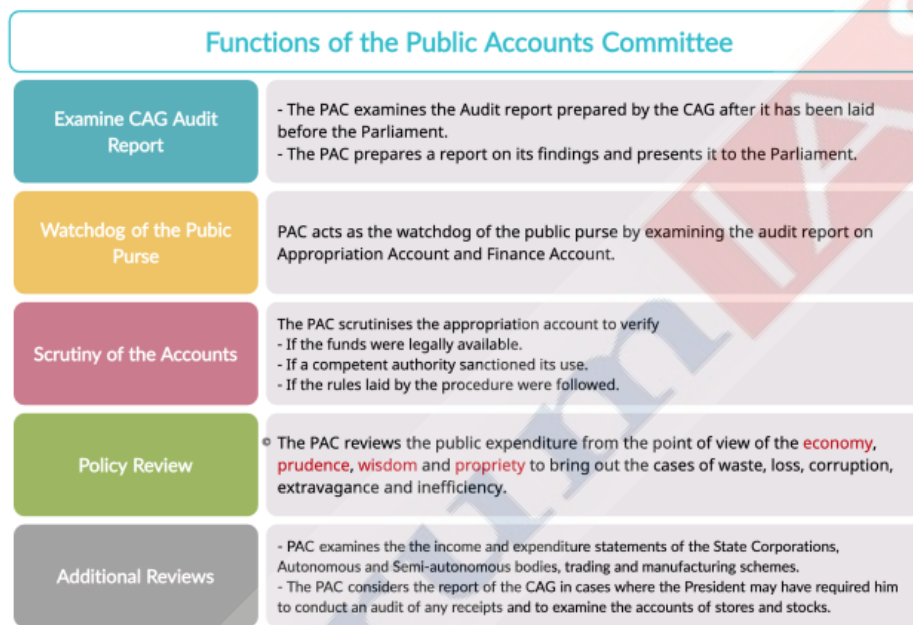 Functions of the Public Accounts Committee
Examine CAG Audit
Report
- The PAC examines the Audit report prepared by the CAG after it has been laid
before the Parliament.
- The PAC prepares a report on its findings and presents it to the Parliament.
Watchdog of the Pubic
Purse
PAC acts as the watchdog of the public purse by examining the audit report on
Appropriation Account and Finance Account.
Scrutiny of the Accounts
The PAC scrutinises the appropriation account to verify
- If the funds were legally available.
- If a competent authority sanctioned its use.
- If the rules laid by the procedure were followed.
Policy Review
© The PAC reviews the public expenditure from the point of view of the economy,
prudence, wisdom and propriety to bring out the cases of waste, loss, corruption,
extravagance and inefficiency.
Additional Reviews
- PAC examines the the income and expenditure statements of the State Corporations,
Autonomous and Semi-autonomous bodies, trading and manufacturing schemes.
- The PAC considers the report of the CAG in cases where the President may have required him
to conduct an audit of any receipts and to examine the accounts of stores and stocks.